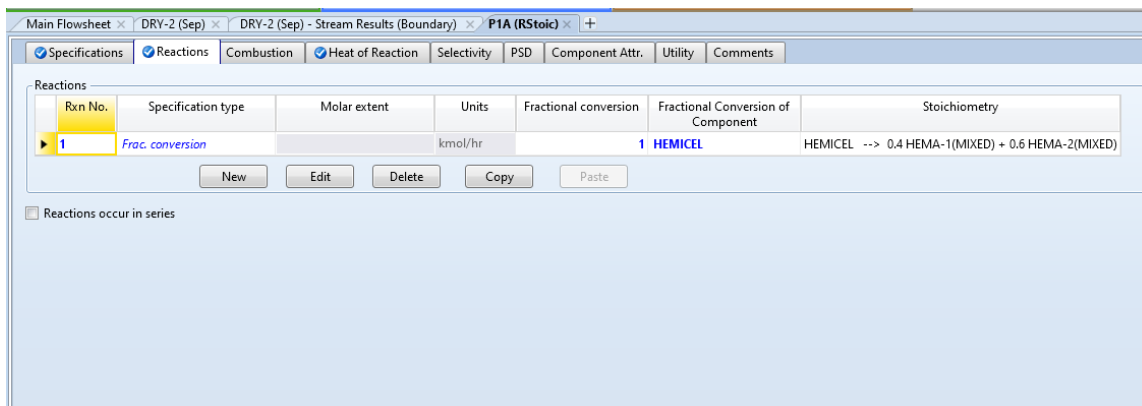 Main Flowsheet × DRY-2 (Sep) × DRY-2 (Sep) - Stream Results (Boundary) × P1A (RStoic) × +
Specifications Reactions Combustion Heat of Reaction Selectivity PSD Component Attr. Utility Comments
Reactions
Rxn No. Specification type Molar extent Units Fractional conversion Fractional Conversion of Component Stoichiometry
1 Frac. conversion kmol/hr 1 HEMICEL HEMICEL --> 0.4 HEMA-1(MIXED) + 0.6 HEMA-2(MIXED)
New Edit Delete Copy Paste
Reactions occur in series